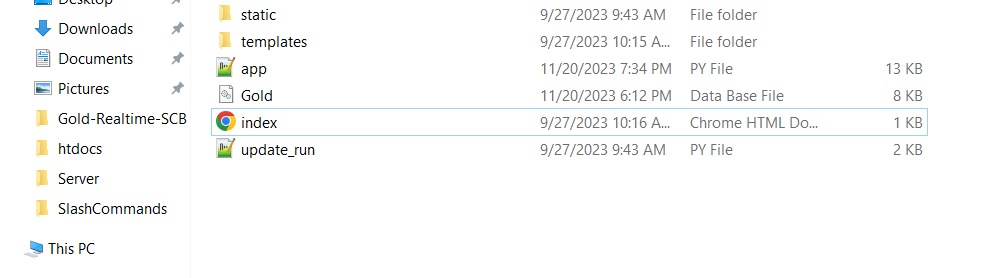 Desktop
Downloads
Documents
Pictures
Gold-Realtime-SCB
htdocs
Server
SlashCommands
This PC
static 9/27/2023 9:43 AM File folder
templates 9/27/2023 10:15 A... File folder
app 11/20/2023 7:34 PM PY File 13 KB
Gold 11/20/2023 6:12 PM Data Base File 8 KB
index 9/27/2023 10:16 A... Chrome HTML Do... 1 KB
update_run 9/27/2023 9:43 AM PY File 2 KB